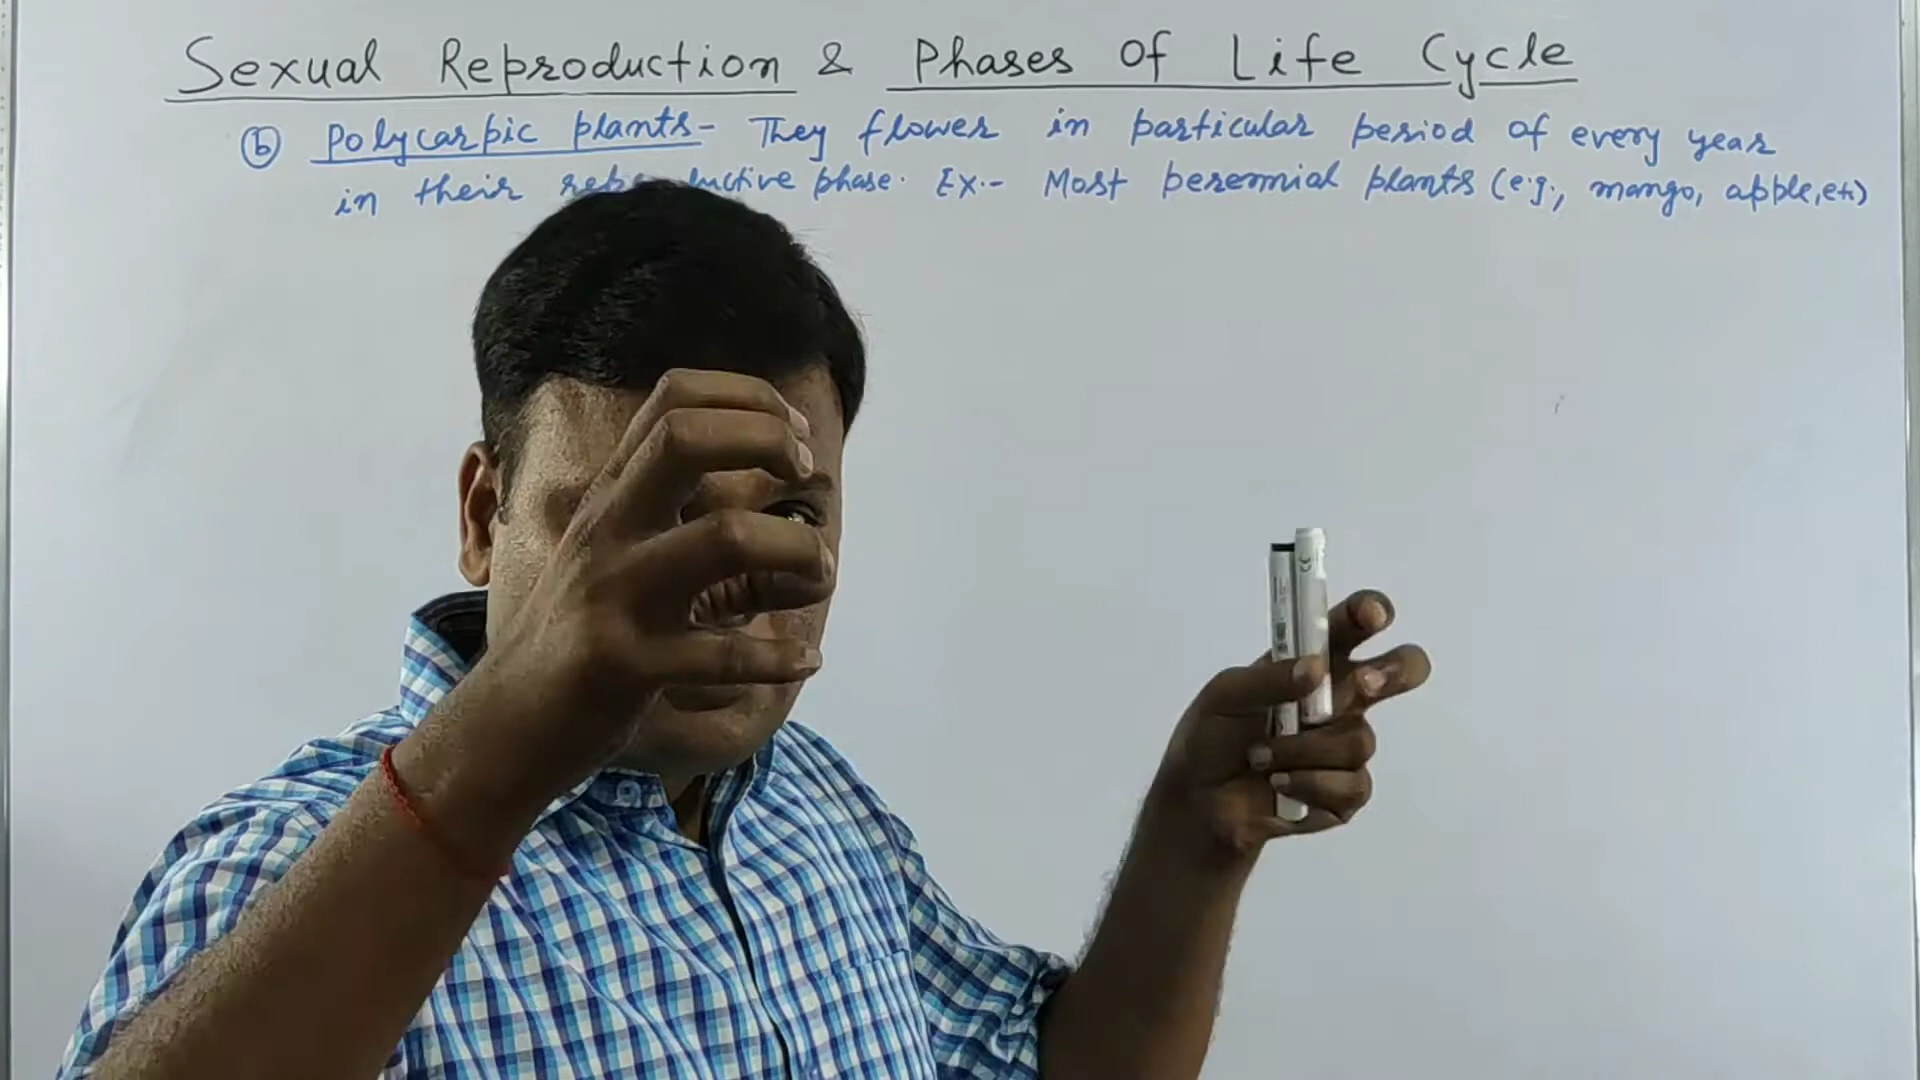 Sexual Reproduction & Phases Of Life Cycle
(b) Polycarpic plants- They flower in particular period of every year
in their phase. Ex.- Most perennial plants (e.g., mango, apple, etc)